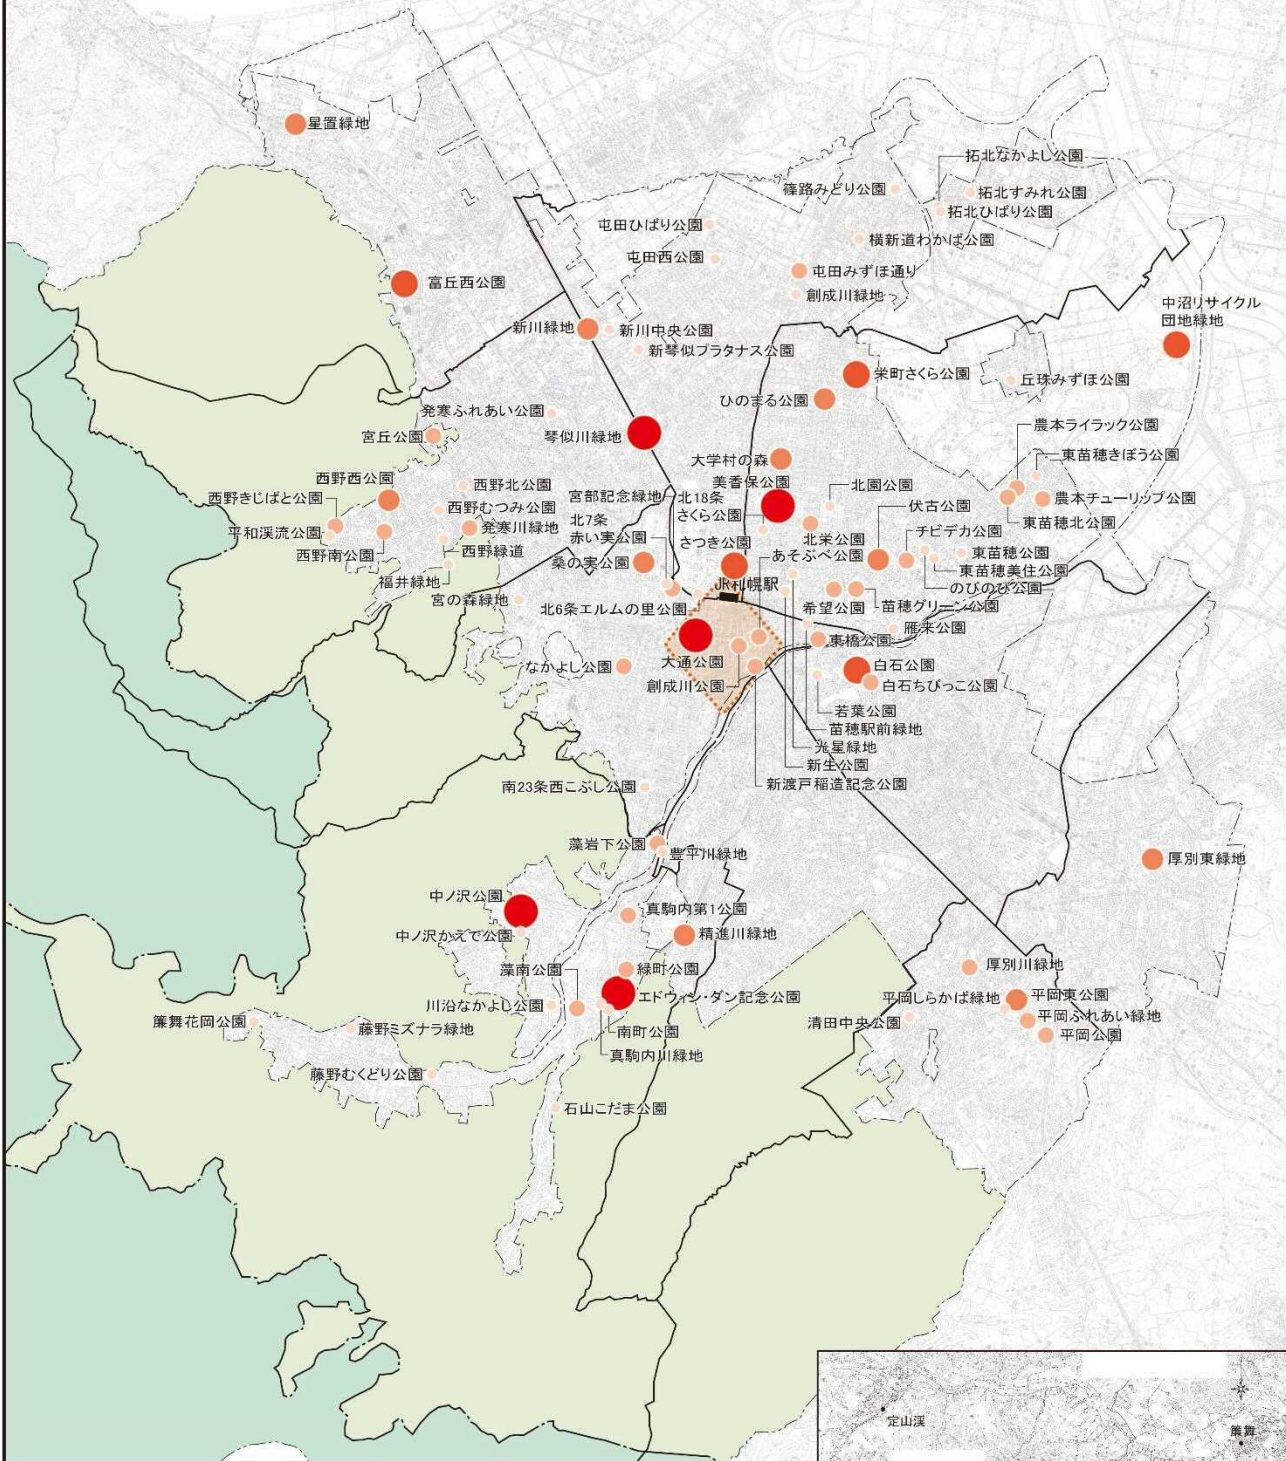 星置緑地
拓北なかよし公園
篠路みどり公園
拓北すみれ公園
拓北ひばり公園
屯田ひばり公園
横新道わかば公園
屯田西公園
屯田みずほ通り
富丘西公園
創成川緑地
中沼リサイクル
団地緑地
新川緑地
新川中央公園
新琴似プラタナス公園
栄町さくら公園
丘珠みずほ公園
ひのまる公園
発寒ふれあい公園
農本ライラック公園
宮丘公園
琴似川緑地
東苗穂きぼう公園
大学村の森
西野西公園
美香保公園
西野北公園
北園公園
西野きじばと公園
宮部記念緑地
北18条
さくら公園
農本チューリップ公園
西野むつみ公園
伏古公園
北7条
赤い実公園
東苗穂北公園
平和渓流公園
発寒川緑地
北栄公園
チビデカ公園
さつき公園
西野南公園
西野緑道
あそぶべ公園
東苗穂公園
桑の実公園
東苗穂美住公園
福井緑地
JR札幌駅
のびのび公園
宮の森緑地
北6条エルムの里公園
希望公園
苗穂グリーン公園
雁来公園
東橋公園
なかよし公園
大通公園
白石公園
創成川公園
白石ちびっこ公園
若葉公園
苗穂駅前緑地
光星緑地
新生公園
南23条西こぶし公園
新渡戸稲造記念公園
藻岩下公園
豊平川緑地
厚別東緑地
中ノ沢公園
真駒内第1公園
中ノ沢かえで公園
精進川緑地
藻南公園
緑町公園
厚別川緑地
川沿なかよし公園
エドウィン・ダン記念公園
平岡しらかば緑地
平岡東公園
簾舞花岡公園
藤野ミズナラ緑地
南町公園
清田中央公園
平岡ふれあい緑地
真駒内川緑地
平岡公園
藤野むくどり公園
石山こだま公園
定山渓
簾舞